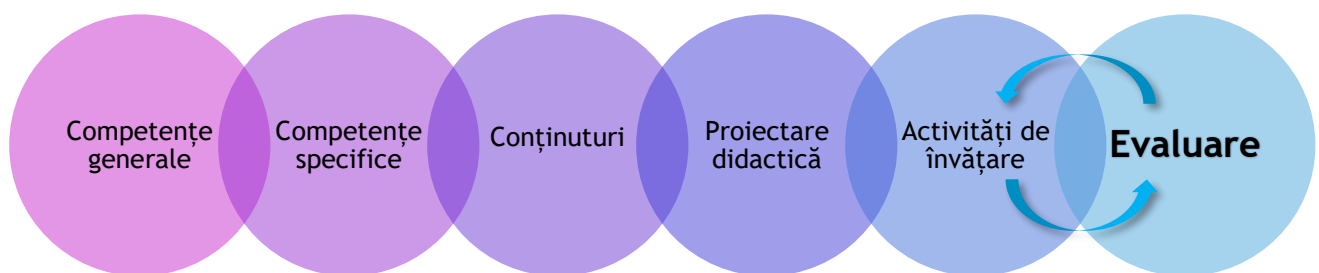 Competențe
generale
Competențe
specifice
Conținuturi
Proiectare
didactică
Activități de
învățare
Evaluare